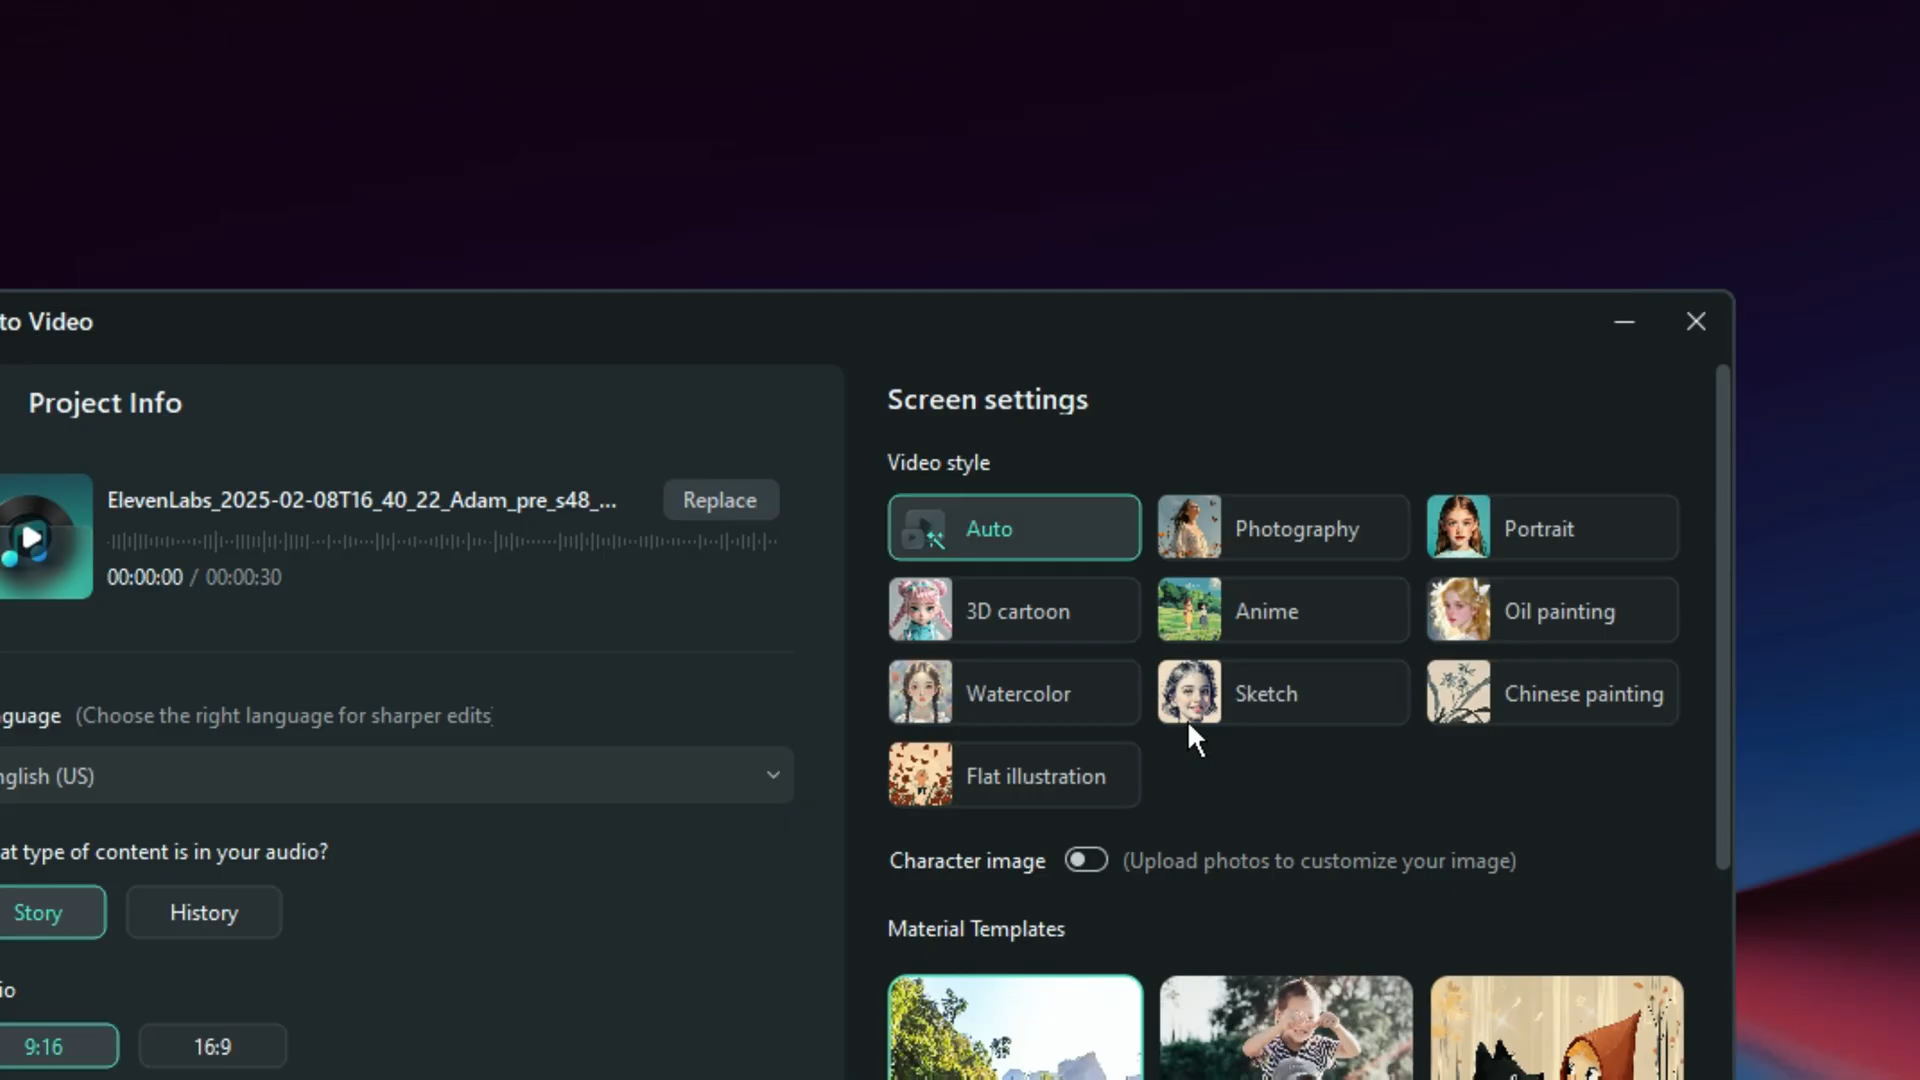 to Video
Project Info
ElevenLabs_2025-02-08T16_40_22_Adam_pre_s48_...
Replace
00:00:00 / 00:00:30
guage (Choose the right language for sharper edits
nglish (US)
at type of content is in your audio?
Story
History
io
9:16
16:9
Screen settings
Video style
Auto
Photography
Portrait
3D cartoon
Anime
Oil painting
Watercolor
Sketch
Chinese painting
Flat illustration
Character image (Upload photos to customize your image)
Material Templates